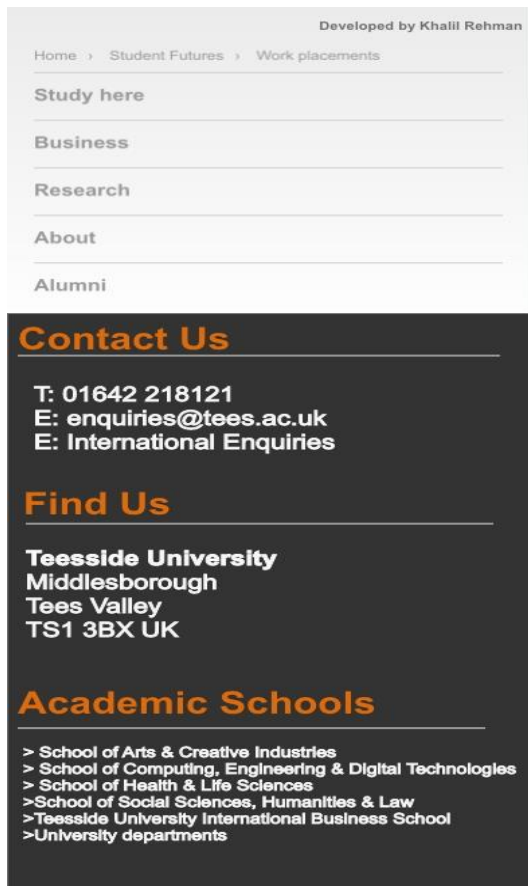 Developed by Khalil Rehman
Home › Student Futures › Work placements
Study here
Business
Research
About
Alumni
Contact Us
T: 01642 218121
E: enquiries@tees.ac.uk
E: International Enquiries
Find Us
Teesside University
Middlesborough
Tees Valley
TS1 3BX UK
Academic Schools
> School of Arts & Creative Industries
> School of Computing, Engineering & Digital Technologies
> School of Health & Life Sciences
>School of Social Sciences, Humanities & Law
>Teesside University International Business School
>University departments